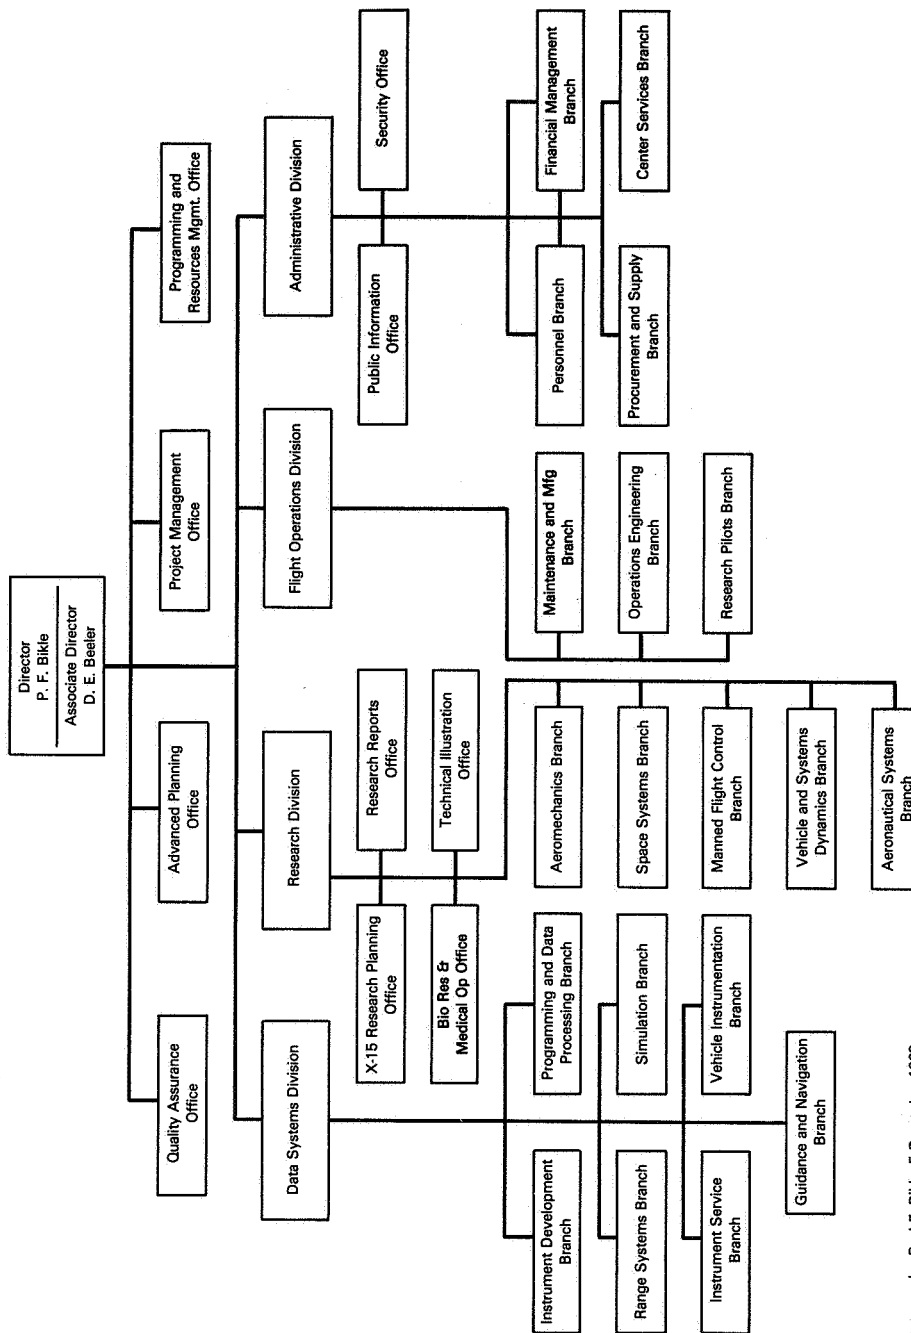 Director
P. F. Bikle
Associate Director
D. E. Beeler
Quality Assurance
Office
Advanced Planning
Office
Project Management
Office
Programming and
Resources Mgmt. Office
Data Systems Division
Research Division
Flight Operations Division
Administrative Division
X-15 Research Planning
Office
Research Reports
Office
Bio Res &
Medical Op Office
Technical Illustration
Office
Public Information
Office
Security Office
Instrument Development
Branch
Programming and Data
Processing Branch
Range Systems Branch
Simulation Branch
Instrument Service
Branch
Vehicle Instrumentation
Branch
Guidance and Navigation
Branch
Aeromechanics Branch
Space Systems Branch
Manned Flight Control
Branch
Vehicle and Systems
Dynamics Branch
Aeronautical Systems
Branch
Maintenance and Mfg
Branch
Operations Engineering
Branch
Research Pilots Branch
Personnel Branch
Financial Management
Branch
Procurement and Supply
Branch
Center Services Branch